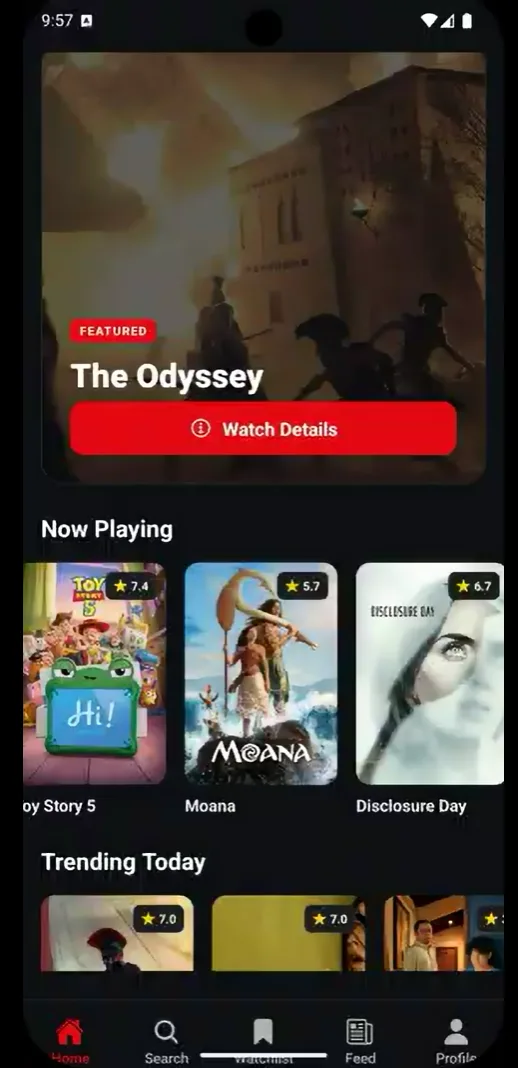 9:57
FEATURED
The Odyssey
Watch Details
Now Playing
TOY
STORY
5
7.4
Hi!
5.7
MOANA
6.7
DISCLOSURE DAY
oy Story 5
Moana
Disclosure Day
Trending Today
7.0
7.0
Home
Search
Watchlist
Feed
Profile